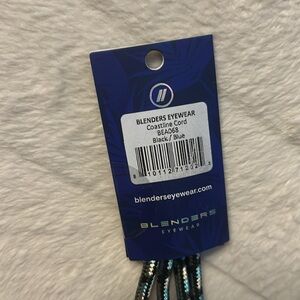 BLENDERS EYEWEAR
Coastline Cord
BEA068
Black / Blue
blenderseyewear.com
BLENDERS
EYEWEAR